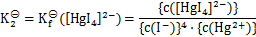 K₂^⊖ = K_f^⊖([HgI₄]²⁻) = {c([HgI₄]²⁻)} / {c(I⁻)}⁴ · {c(Hg²⁺)}